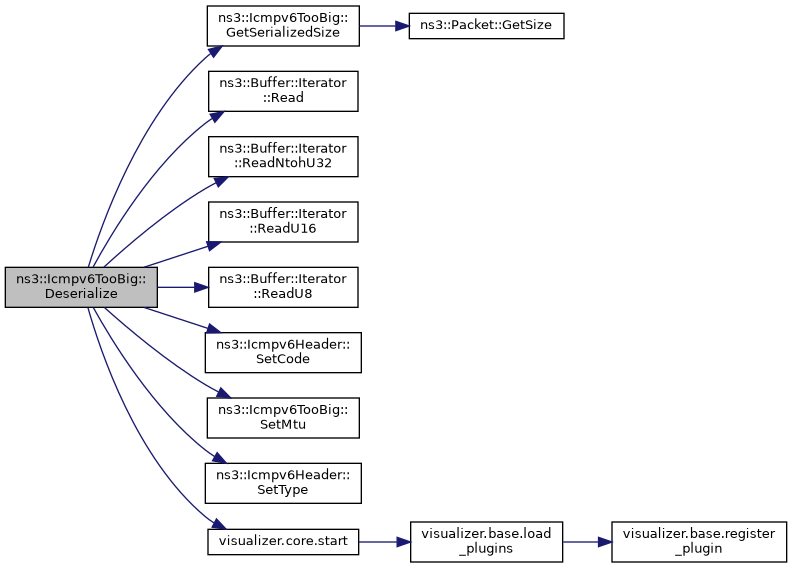 ns3::Icmpv6TooBig::
GetSerializedSize
ns3::Packet::GetSize
ns3::Buffer::Iterator
::Read
ns3::Buffer::Iterator
::ReadNtohU32
ns3::Buffer::Iterator
::ReadU16
ns3::Icmpv6TooBig::
Deserialize
ns3::Buffer::Iterator
::ReadU8
ns3::Icmpv6Header::
SetCode
ns3::Icmpv6TooBig::
SetMtu
ns3::Icmpv6Header::
SetType
visualizer.core.start
visualizer.base.load
_plugins
visualizer.base.register
_plugin